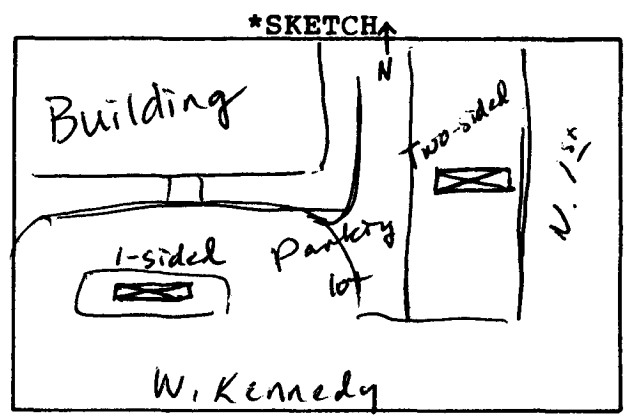 *SKETCH
N
Building
Two-sided
N. 1st
1-sided
Parking
lot
W. Kennedy